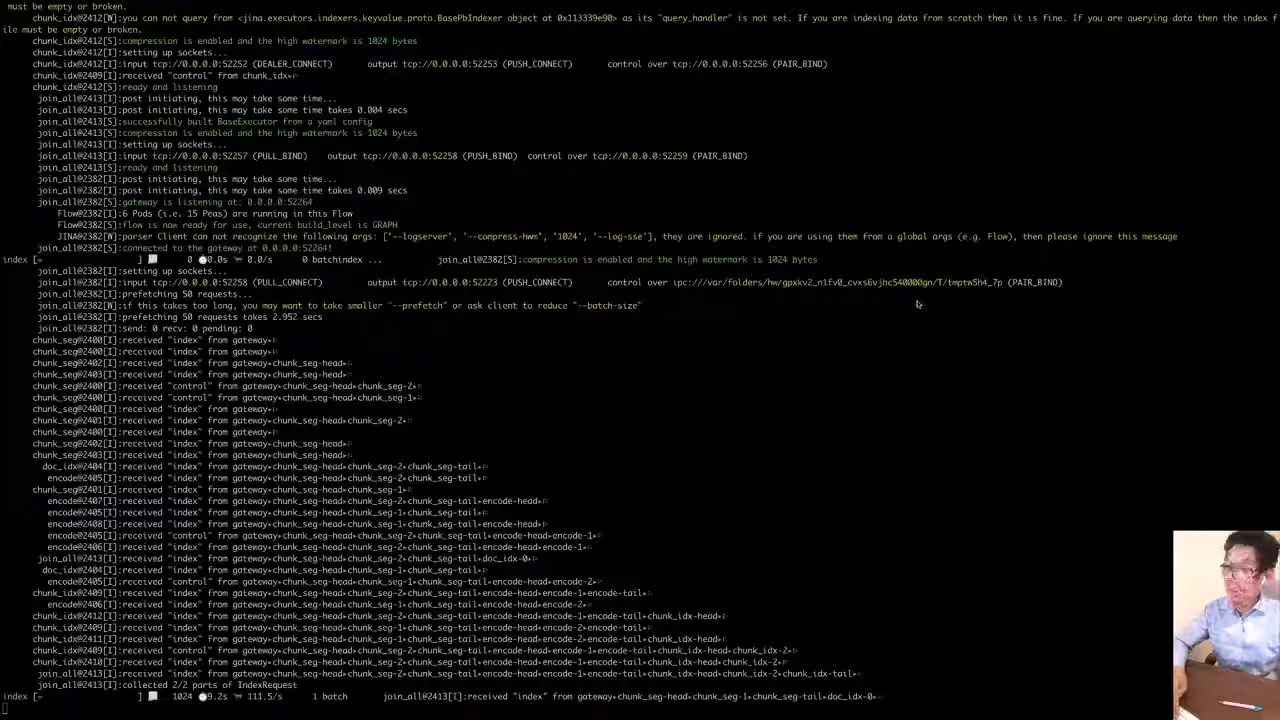 must be empty or broken.
chunk_idx@2412[W]:you can not query from <jina.executors.indexers.keyvalue.proto.BasePbIndexer object at 0x113339e90> as its "query_handler" is not set. If you are indexing data from scratch then it is fine. If you are querying data then the index f
ile must be empty or broken.
chunk_idx@2412[S]:compression is enabled and the high watermark is 1024 bytes
chunk_idx@2412[I]:setting up sockets...
chunk_idx@2412[I]:input tcp://0.0.0.0:52252 (DEALER_CONNECT) output tcp://0.0.0.0:52253 (PUSH_CONNECT) control over tcp://0.0.0.0:52256 (PAIR_BIND)
chunk_idx@2409[I]:received "control" from chunk_idx▸⚐
chunk_idx@2412[S]:ready and listening
join_all@2413[I]:post initiating, this may take some time...
join_all@2413[I]:post initiating, this may take some time takes 0.004 secs
join_all@2413[S]:successfully built BaseExecutor from a yaml config
join_all@2413[S]:compression is enabled and the high watermark is 1024 bytes
join_all@2413[I]:setting up sockets...
join_all@2413[I]:input tcp://0.0.0.0:52257 (PULL_BIND) output tcp://0.0.0.0:52258 (PUSH_BIND) control over tcp://0.0.0.0:52259 (PAIR_BIND)
join_all@2413[S]:ready and listening
join_all@2382[I]:post initiating, this may take some time...
join_all@2382[I]:post initiating, this may take some time takes 0.009 secs
join_all@2382[S]:gateway is listening at: 0.0.0.0:52264
Flow@2382[I]:6 Pods (i.e. 15 Peas) are running in this Flow
Flow@2382[S]:flow is now ready for use, current build_level is GRAPH
JINA@2382[W]:parser Client can not recognize the following args: ['--logserver', '--compress-hwm', '1024', '--log-sse'], they are ignored. if you are using them from a global args (e.g. Flow), then please ignore this message
join_all@2382[S]:connected to the gateway at 0.0.0.0:52264!
index [= ] 0 0.0s 0.0/s 0 batchindex ... join_all@2382[S]:compression is enabled and the high watermark is 1024 bytes
join_all@2382[I]:setting up sockets...
join_all@2382[I]:input tcp://0.0.0.0:52258 (PULL_CONNECT) output tcp://0.0.0.0:52223 (PUSH_CONNECT) control over ipc:///var/folders/hw/gpxkv2_n1fv0_cvxs6vjbc540000gn/T/tmptw5h4_7p (PAIR_BIND)
join_all@2382[I]:prefetching 50 requests...
join_all@2382[W]:if this takes too long, you may want to take smaller "--prefetch" or ask client to reduce "--batch-size"
join_all@2382[I]:prefetching 50 requests takes 2.952 secs
join_all@2382[I]:send: 0 recv: 0 pending: 0
chunk_seg@2400[I]:received "index" from gateway▸⚐
chunk_seg@2400[I]:received "index" from gateway▸⚐
chunk_seg@2402[I]:received "index" from gateway▸chunk_seg-head▸⚐
chunk_seg@2403[I]:received "index" from gateway▸chunk_seg-head▸⚐
chunk_seg@2400[I]:received "control" from gateway▸chunk_seg-head▸chunk_seg-2▸⚐
chunk_seg@2400[I]:received "control" from gateway▸chunk_seg-head▸chunk_seg-1▸⚐
chunk_seg@2400[I]:received "index" from gateway▸⚐
chunk_seg@2401[I]:received "index" from gateway▸chunk_seg-head▸chunk_seg-2▸⚐
chunk_seg@2400[I]:received "index" from gateway▸⚐
chunk_seg@2402[I]:received "index" from gateway▸chunk_seg-head▸⚐
chunk_seg@2403[I]:received "index" from gateway▸chunk_seg-head▸⚐
doc_idx@2404[I]:received "index" from gateway▸chunk_seg-head▸chunk_seg-2▸chunk_seg-tail▸⚐
encode@2405[I]:received "index" from gateway▸chunk_seg-head▸chunk_seg-2▸chunk_seg-tail▸⚐
chunk_seg@2401[I]:received "index" from gateway▸chunk_seg-head▸chunk_seg-1▸⚐
encode@2407[I]:received "index" from gateway▸chunk_seg-head▸chunk_seg-2▸chunk_seg-tail▸encode-head▸⚐
encode@2405[I]:received "index" from gateway▸chunk_seg-head▸chunk_seg-1▸chunk_seg-tail▸⚐
encode@2408[I]:received "index" from gateway▸chunk_seg-head▸chunk_seg-1▸chunk_seg-tail▸encode-head▸⚐
encode@2405[I]:received "control" from gateway▸chunk_seg-head▸chunk_seg-2▸chunk_seg-tail▸encode-head▸encode-1▸⚐
encode@2406[I]:received "index" from gateway▸chunk_seg-head▸chunk_seg-2▸chunk_seg-tail▸encode-head▸encode-1▸⚐
join_all@2413[I]:received "index" from gateway▸chunk_seg-head▸chunk_seg-2▸chunk_seg-tail▸doc_idx-0▸⚐
doc_idx@2404[I]:received "index" from gateway▸chunk_seg-head▸chunk_seg-1▸chunk_seg-tail▸⚐
encode@2405[I]:received "control" from gateway▸chunk_seg-head▸chunk_seg-1▸chunk_seg-tail▸encode-head▸encode-2▸⚐
chunk_idx@2409[I]:received "index" from gateway▸chunk_seg-head▸chunk_seg-2▸chunk_seg-tail▸encode-head▸encode-1▸encode-tail▸⚐
encode@2406[I]:received "index" from gateway▸chunk_seg-head▸chunk_seg-1▸chunk_seg-tail▸encode-head▸encode-2▸⚐
chunk_idx@2412[I]:received "index" from gateway▸chunk_seg-head▸chunk_seg-2▸chunk_seg-tail▸encode-head▸encode-1▸encode-tail▸chunk_idx-head▸⚐
chunk_idx@2409[I]:received "index" from gateway▸chunk_seg-head▸chunk_seg-1▸chunk_seg-tail▸encode-head▸encode-2▸encode-tail▸⚐
chunk_idx@2411[I]:received "index" from gateway▸chunk_seg-head▸chunk_seg-1▸chunk_seg-tail▸encode-head▸encode-2▸encode-tail▸chunk_idx-head▸⚐
chunk_idx@2409[I]:received "control" from gateway▸chunk_seg-head▸chunk_seg-2▸chunk_seg-tail▸encode-head▸encode-1▸encode-tail▸chunk_idx-head▸chunk_idx-2▸⚐
chunk_idx@2410[I]:received "index" from gateway▸chunk_seg-head▸chunk_seg-2▸chunk_seg-tail▸encode-head▸encode-1▸encode-tail▸chunk_idx-head▸chunk_idx-2▸⚐
join_all@2413[I]:received "index" from gateway▸chunk_seg-head▸chunk_seg-2▸chunk_seg-tail▸encode-head▸encode-1▸encode-tail▸chunk_idx-head▸chunk_idx-2▸chunk_idx-tail▸⚐
join_all@2413[I]:collected 2/2 parts of IndexRequest
index [= ] 1024 9.2s 111.5/s 1 batch join_all@2413[I]:received "index" from gateway▸chunk_seg-head▸chunk_seg-1▸chunk_seg-tail▸doc_idx-0▸⚐